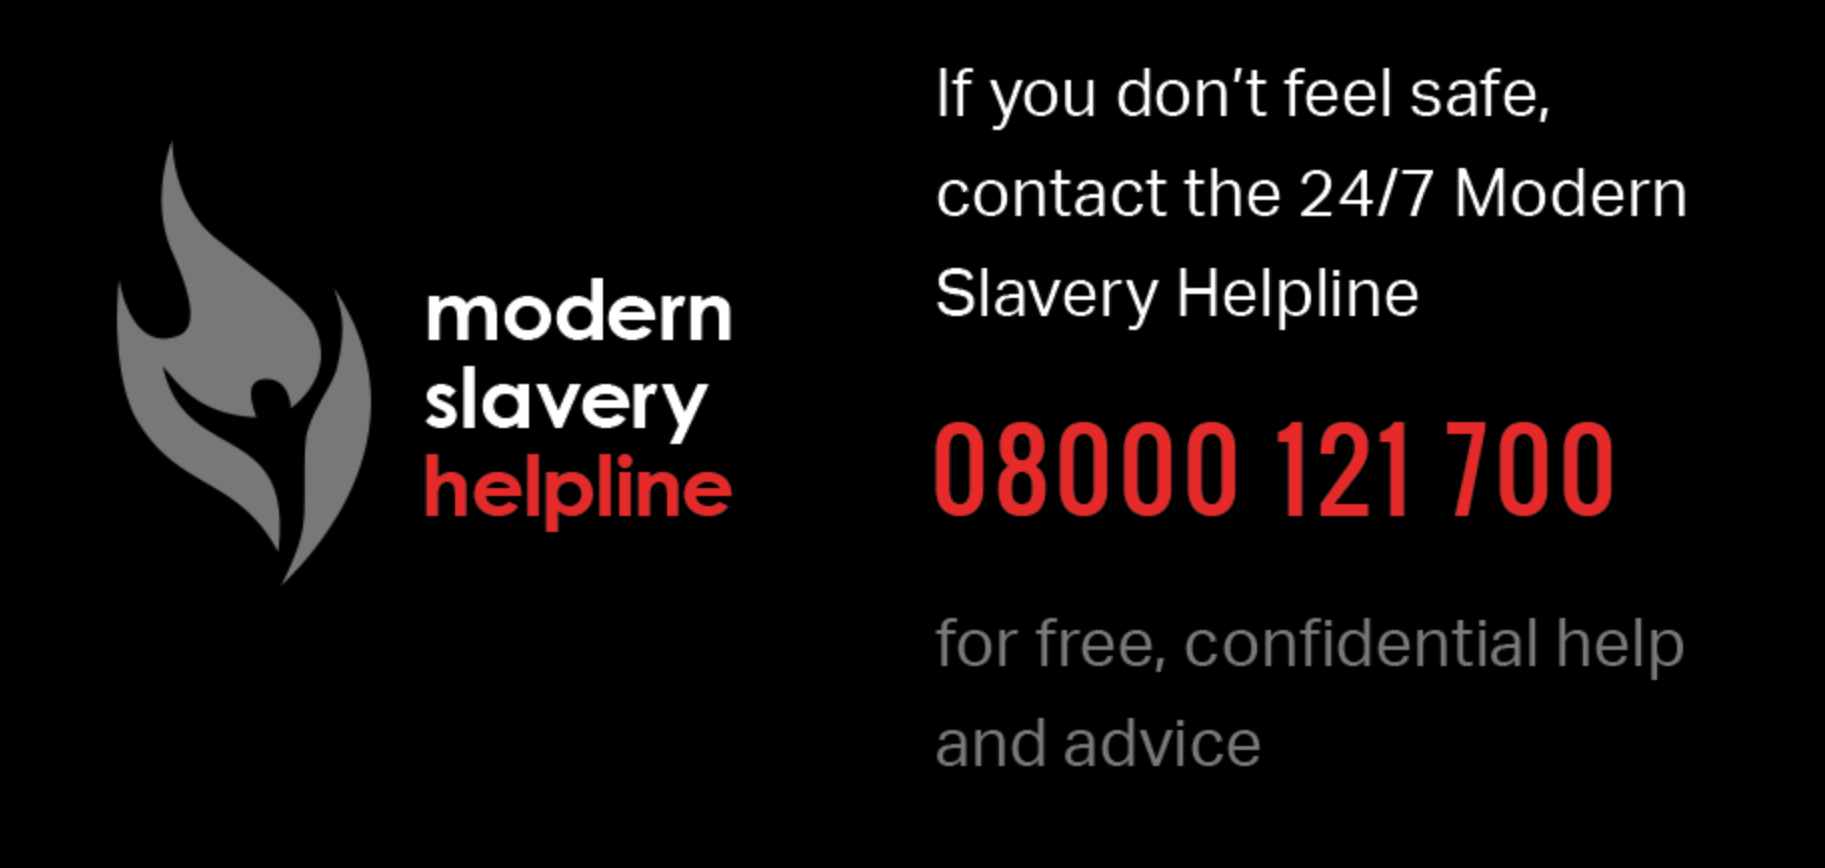 modern
slavery
helpline
If you don’t feel safe,
contact the 24/7 Modern
Slavery Helpline
08000 121 700
for free, confidential help
and advice